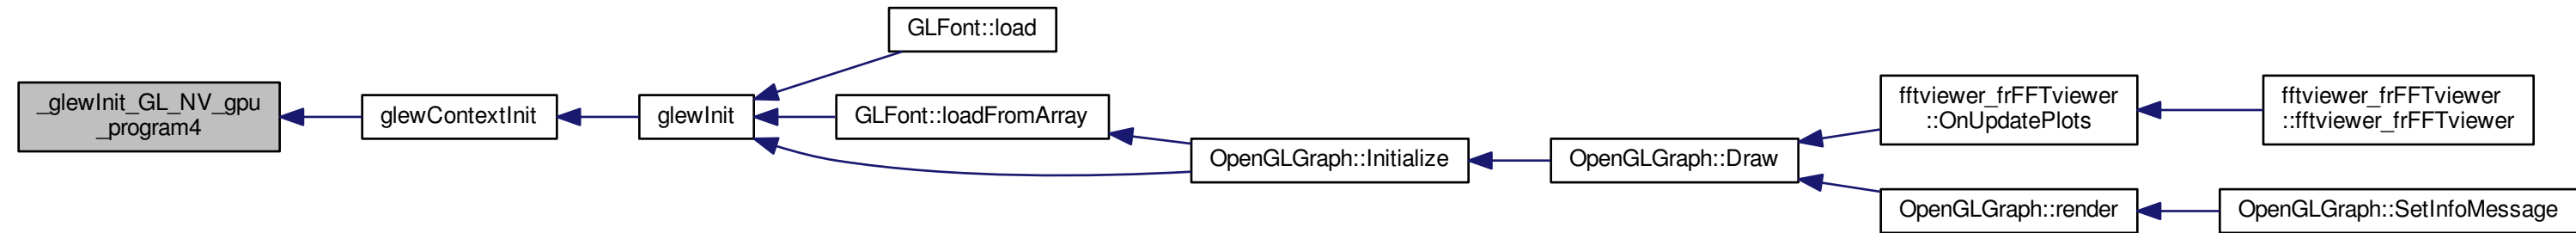 GLFont::load
_glewInit_GL_NV_gpu
_program4
glewContextInit
glewInit
GLFont::loadFromArray
OpenGLGraph::Initialize
OpenGLGraph::Draw
fftviewer_frFFTviewer
::OnUpdatePlots
fftviewer_frFFTviewer
::fftviewer_frFFTviewer
OpenGLGraph::render
OpenGLGraph::SetInfoMessage